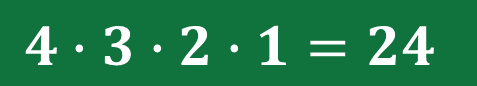 4 · 3 · 2 · 1 = 24